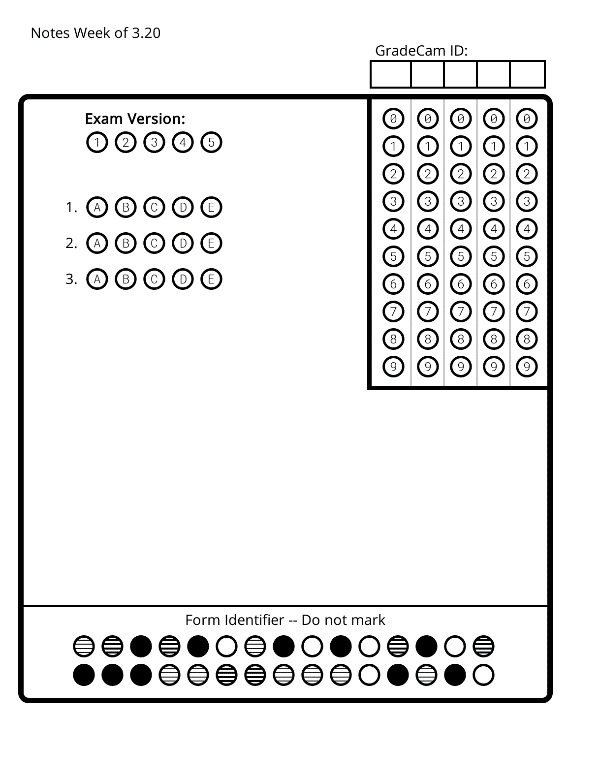 Notes Week of 3.20
GradeCam ID:
Exam Version:
1 2 3 4 5
1. A B C D E
2. A B C D E
3. A B C D E
0 0 0 0 0
1 1 1 1 1
2 2 2 2 2
3 3 3 3 3
4 4 4 4 4
5 5 5 5 5
6 6 6 6 6
7 7 7 7 7
8 8 8 8 8
9 9 9 9 9
Form Identifier -- Do not mark